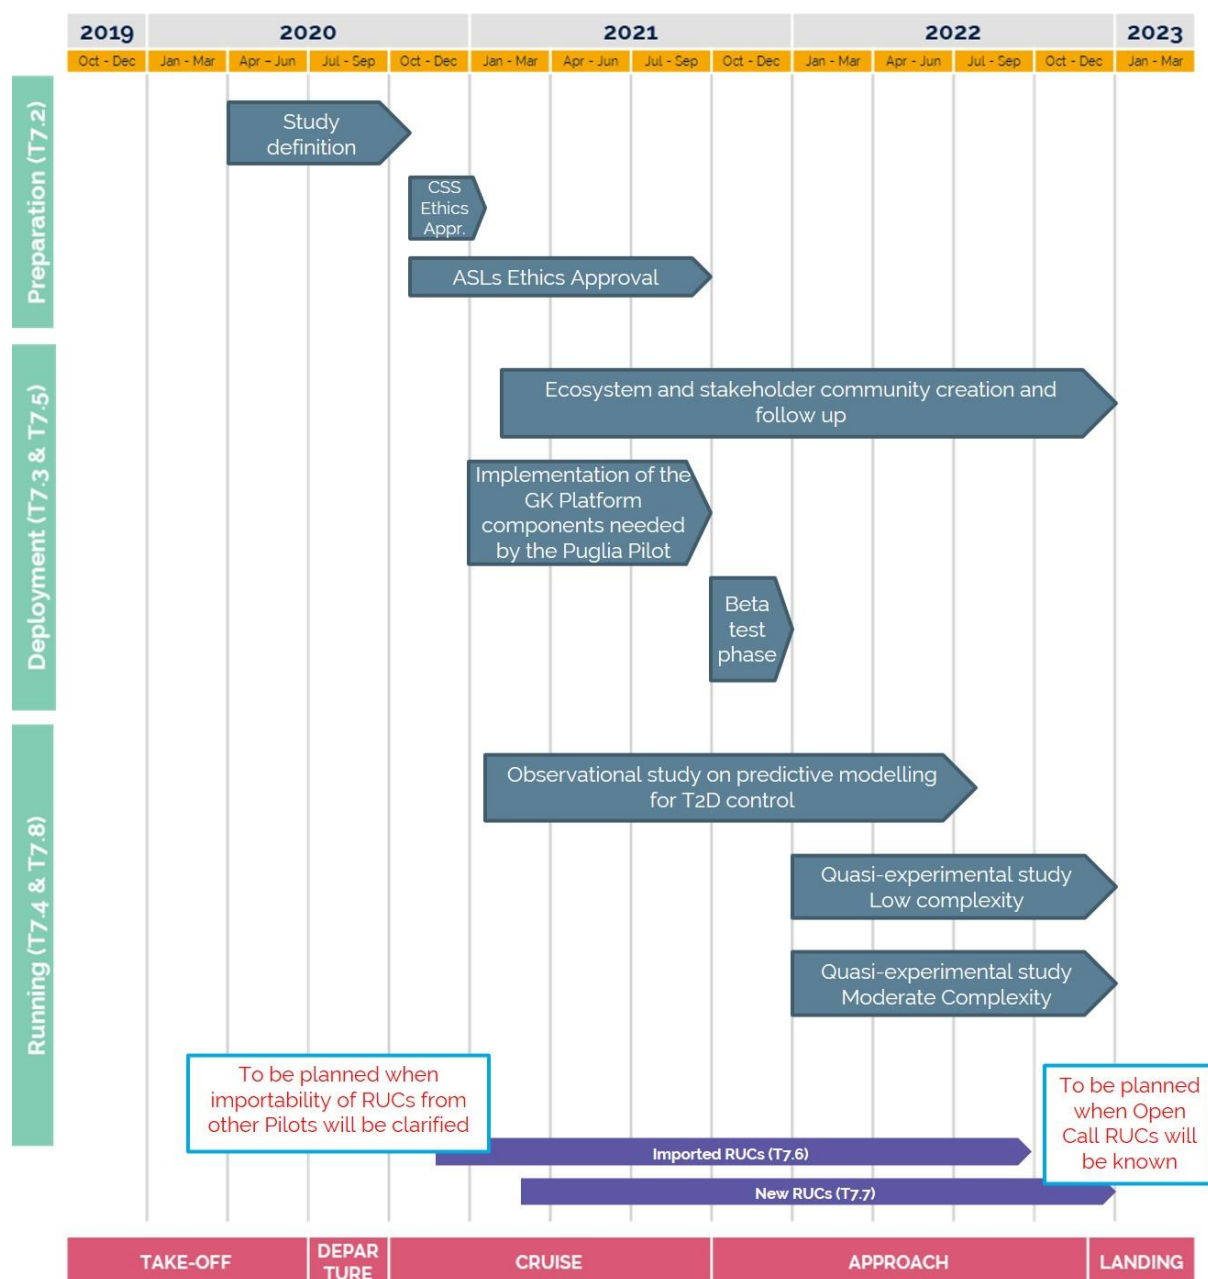 2019 2020 2021 2022 2023
Oct - Dec Jan - Mar Apr – Jun Jul - Sep Oct - Dec Jan - Mar Apr - Jun Jul - Sep Oct - Dec Jan - Mar Apr - Jun Jul - Sep Oct - Dec Jan - Mar
Preparation (T7.2)
Study
definition
CSS
Ethics
Appr.
ASLs Ethics Approval
Deployment (T7.3 & T7.5)
Ecosystem and stakeholder community creation and
follow up
Implementation of the
GK Platform
components needed
by the Puglia Pilot
Beta
test
phase
Running (T7.4 & T7.8)
Observational study on predictive modelling
for T2D control
Quasi-experimental study
Low complexity
Quasi-experimental study
Moderate Complexity
To be planned when
importability of RUCs from
other Pilots will be clarified
To be planned
when Open
Call RUCs will
be known
Imported RUCs (T7.6)
New RUCs (T7.7)
TAKE-OFF
DEPAR
TURE
CRUISE
APPROACH
LANDING